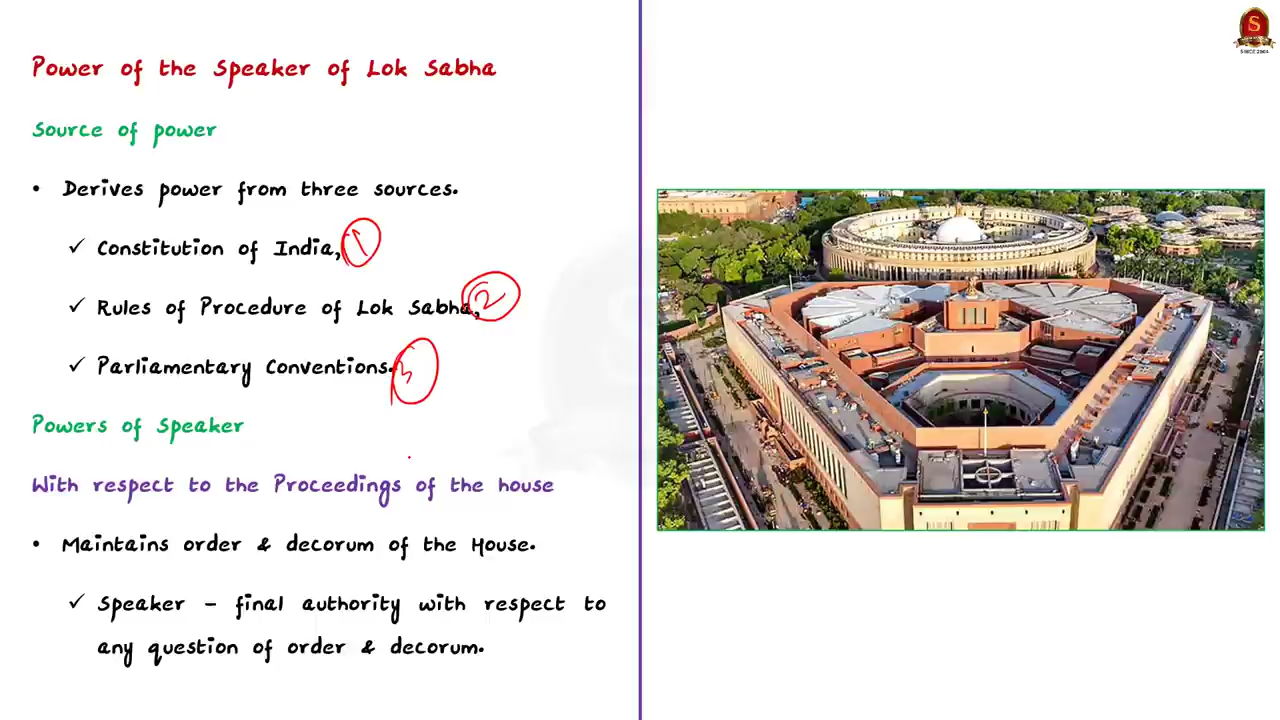 Power of the Speaker of Lok Sabha
Source of power
• Derives power from three sources.
✓ Constitution of India, 1
✓ Rules of Procedure of Lok Sabha, 2
✓ Parliamentary Conventions. 3
Powers of Speaker
With respect to the Proceedings of the house
• Maintains order & decorum of the House.
✓ Speaker – final authority with respect to
any question of order & decorum.
S
SINCE 2004